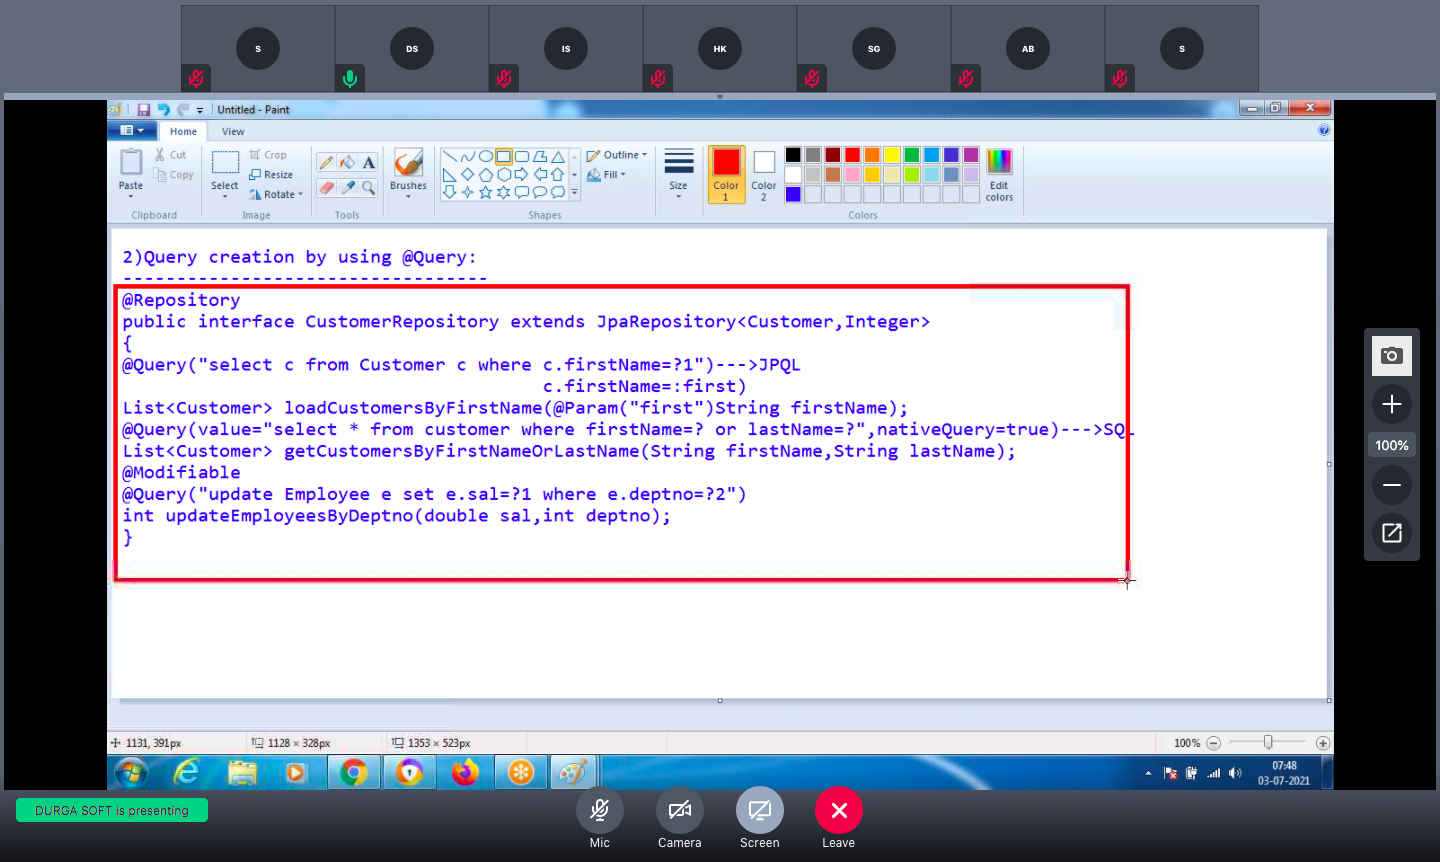 S
DS
IS
HK
SG
AB
S
Untitled - Paint
Home
View
Paste
Cut
Copy
Clipboard
Select
Crop
Resize
Rotate
Image
Tools
Brushes
Shapes
Outline
Fill
Size
Color 1
Color 2
Edit colors
Colors
2)Query creation by using @Query:
----------------------------------
@Repository
public interface CustomerRepository extends JpaRepository<Customer,Integer>
{
@Query("select c from Customer c where c.firstName=?1")--->JPQL
c.firstName=:first)
List<Customer> loadCustomersByFirstName(@Param("first")String firstName);
@Query(value="select * from customer where firstName=? or lastName=?",nativeQuery=true)--->SQL
List<Customer> getCustomersByFirstNameOrLastName(String firstName,String lastName);
@Modifiable
@Query("update Employee e set e.sal=?1 where e.deptno=?2")
int updateEmployeesByDeptno(double sal,int deptno);
}
100%
1131, 391px
1128 × 328px
1353 × 523px
100%
07:48
03-07-2021
DURGA SOFT is presenting
Mic
Camera
Screen
Leave